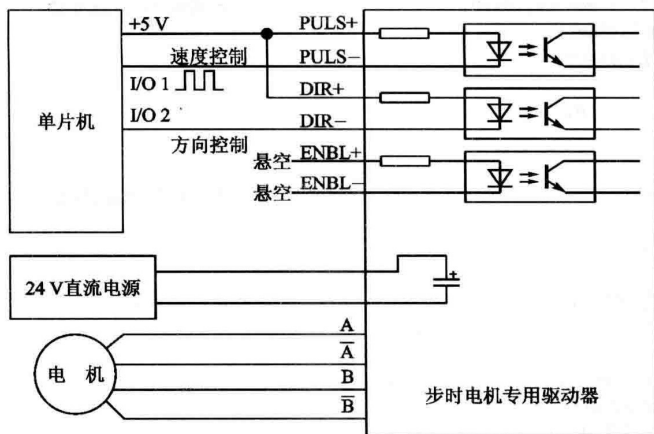 +5 V
PULS+
速度控制
PULS−
I/O 1
DIR+
单片机
I/O 2
DIR−
方向控制
悬空
ENBL+
悬空
ENBL−
24 V直流电源
+
A
A̅
电 机
B
B̅
步时电机专用驱动器